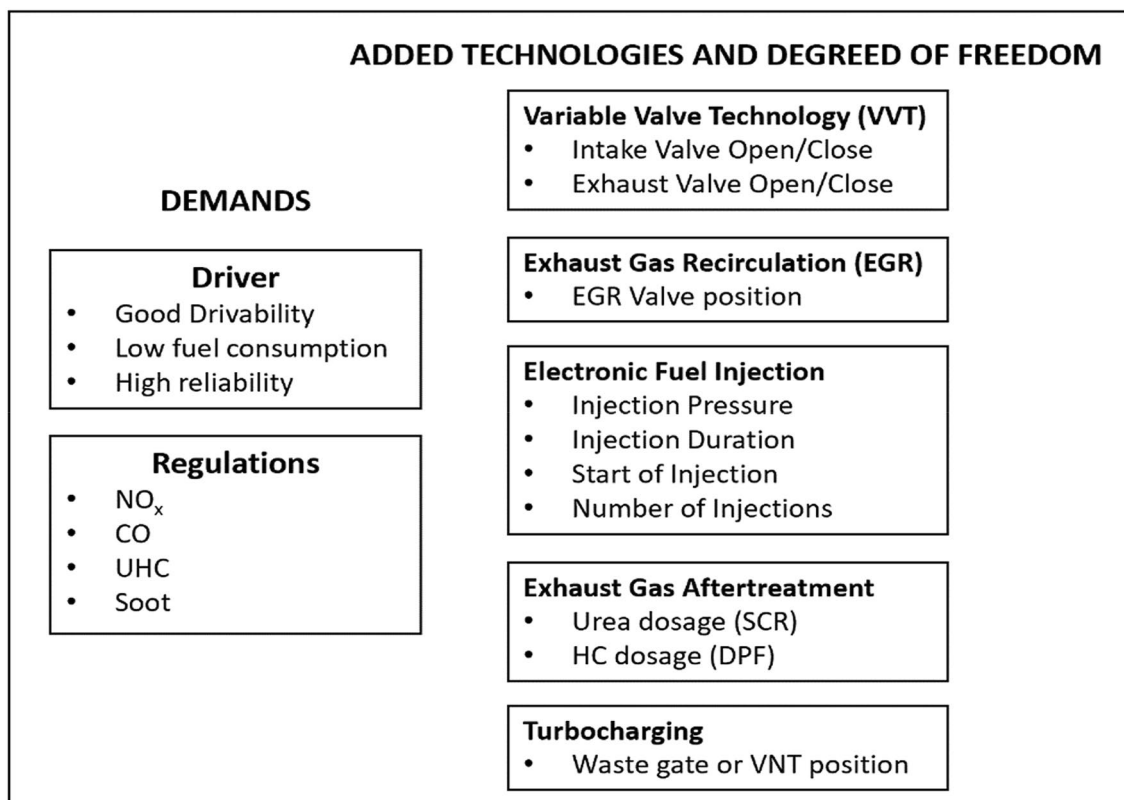 ADDED TECHNOLOGIES AND DEGREED OF FREEDOM
DEMANDS
Driver
• Good Drivability
• Low fuel consumption
• High reliability
Regulations
• NOₓ
• CO
• UHC
• Soot
Variable Valve Technology (VVT)
• Intake Valve Open/Close
• Exhaust Valve Open/Close
Exhaust Gas Recirculation (EGR)
• EGR Valve position
Electronic Fuel Injection
• Injection Pressure
• Injection Duration
• Start of Injection
• Number of Injections
Exhaust Gas Aftertreatment
• Urea dosage (SCR)
• HC dosage (DPF)
Turbocharging
• Waste gate or VNT position